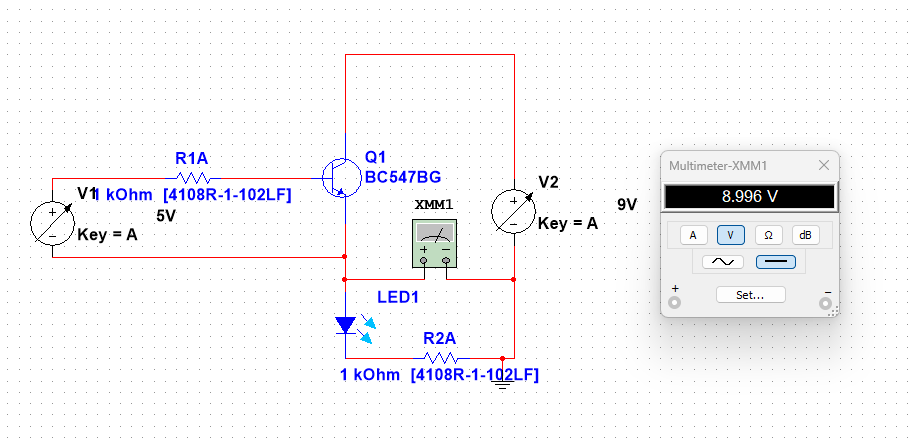 R1A
V1
1 kOhm [4108R-1-102LF]
5V
Key = A
Q1
BC547BG
XMM1
V2
9V
Key = A
LED1
R2A
1 kOhm [4108R-1-102LF]
Multimeter-XMM1
8.996 V
A
V
Ω
dB
Set...
+
−